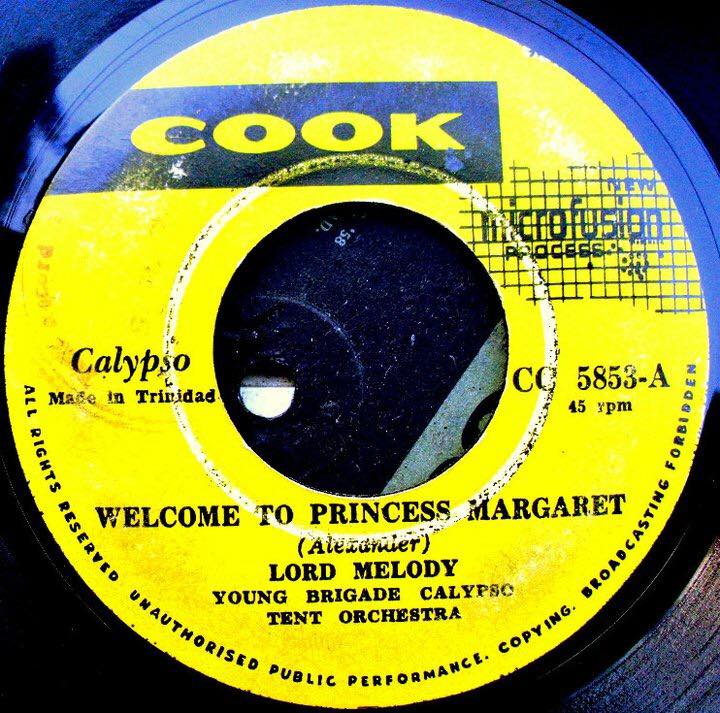 COOK
NEW
microfusion
PROCESS
'58
Calypso
Made in Trinidad
CC 5853-A
45 rpm
WELCOME TO PRINCESS MARGARET
(Alexander)
LORD MELODY
YOUNG BRIGADE CALYPSO
TENT ORCHESTRA
ALL RIGHTS RESERVED UNAUTHORISED PUBLIC PERFORMANCE. COPYING. BROADCASTING FORBIDDEN